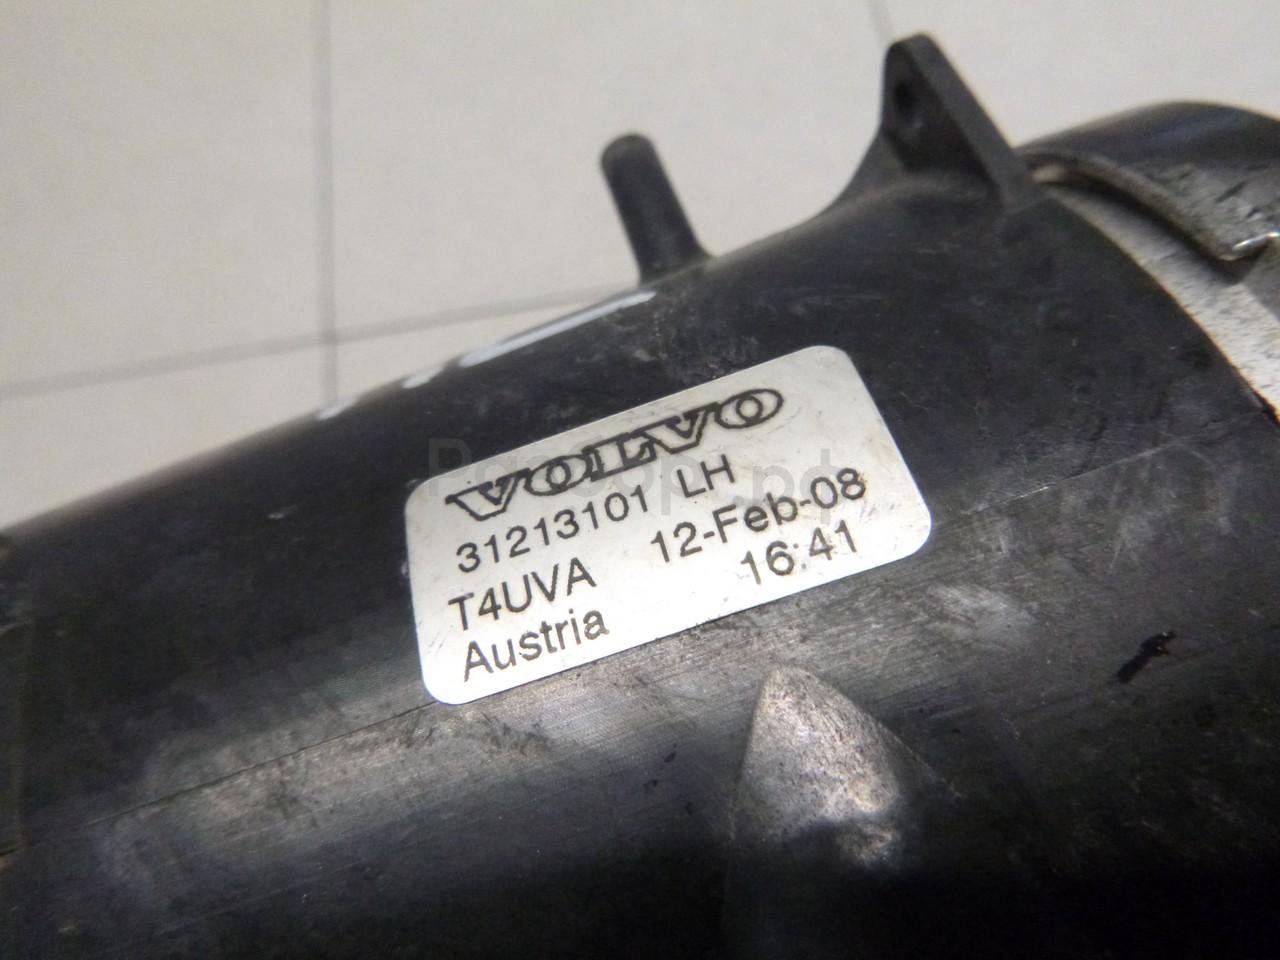 VOLVO
31213101 LH
T4UVA 12-Feb-08
Austria 16:41